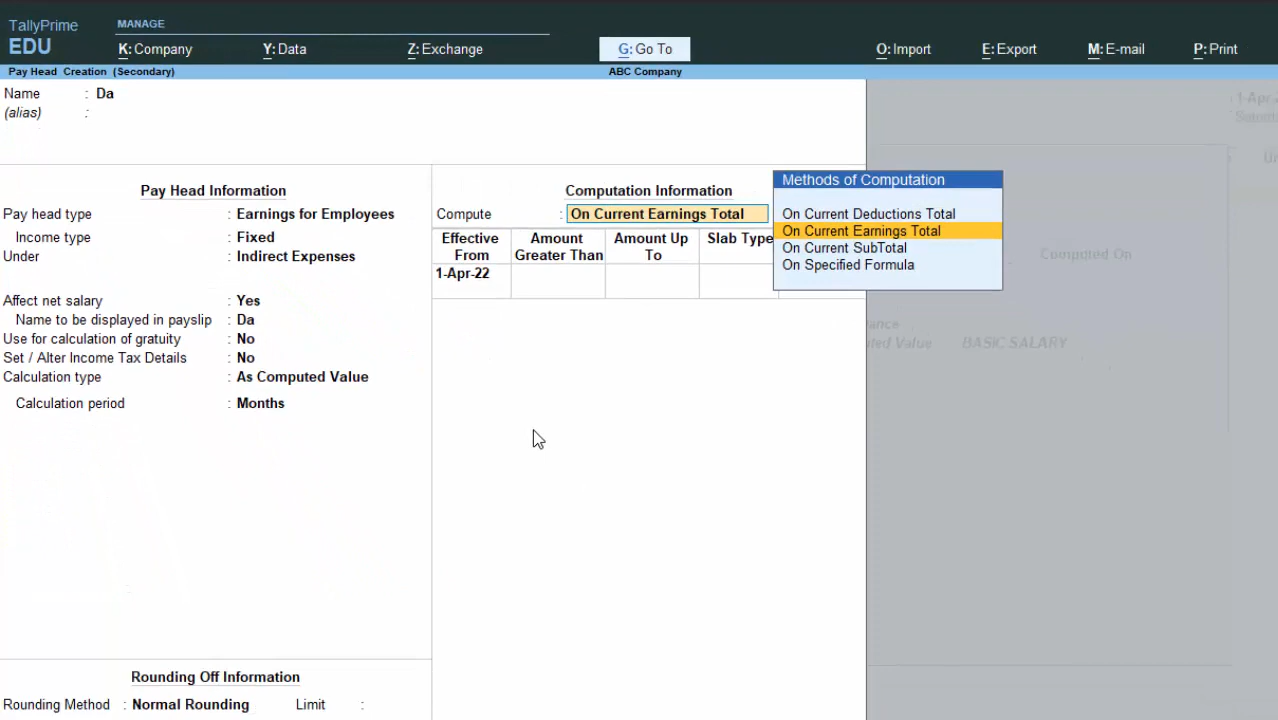 TallyPrime
EDU
MANAGE
K: Company Y: Data Z: Exchange G: Go To O: Import E: Export M: E-mail P: Print
Pay Head Creation (Secondary) ABC Company
Name : Da
(alias) :
Pay Head Information
Pay head type : Earnings for Employees
Income type : Fixed
Under : Indirect Expenses
Affect net salary : Yes
Name to be displayed in payslip : Da
Use for calculation of gratuity : No
Set / Alter Income Tax Details : No
Calculation type : As Computed Value
Calculation period : Months
Computation Information
Compute : On Current Earnings Total
Effective From Amount Greater Than Amount Up To Slab Type
1-Apr-22
Methods of Computation
On Current Deductions Total
On Current Earnings Total
On Current SubTotal
On Specified Formula
1-Apr-
Computed On
BASIC SALARY
Rounding Off Information
Rounding Method : Normal Rounding Limit :